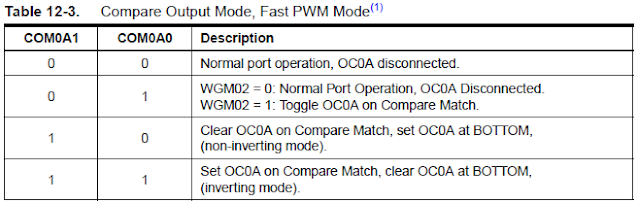 Table 12-3. Compare Output Mode, Fast PWM Mode(1)
COM0A1 COM0A0 Description
0 0 Normal port operation, OC0A disconnected.
0 1 WGM02 = 0: Normal Port Operation, OC0A Disconnected.
WGM02 = 1: Toggle OC0A on Compare Match.
1 0 Clear OC0A on Compare Match, set OC0A at BOTTOM,
(non-inverting mode).
1 1 Set OC0A on Compare Match, clear OC0A at BOTTOM,
(inverting mode).